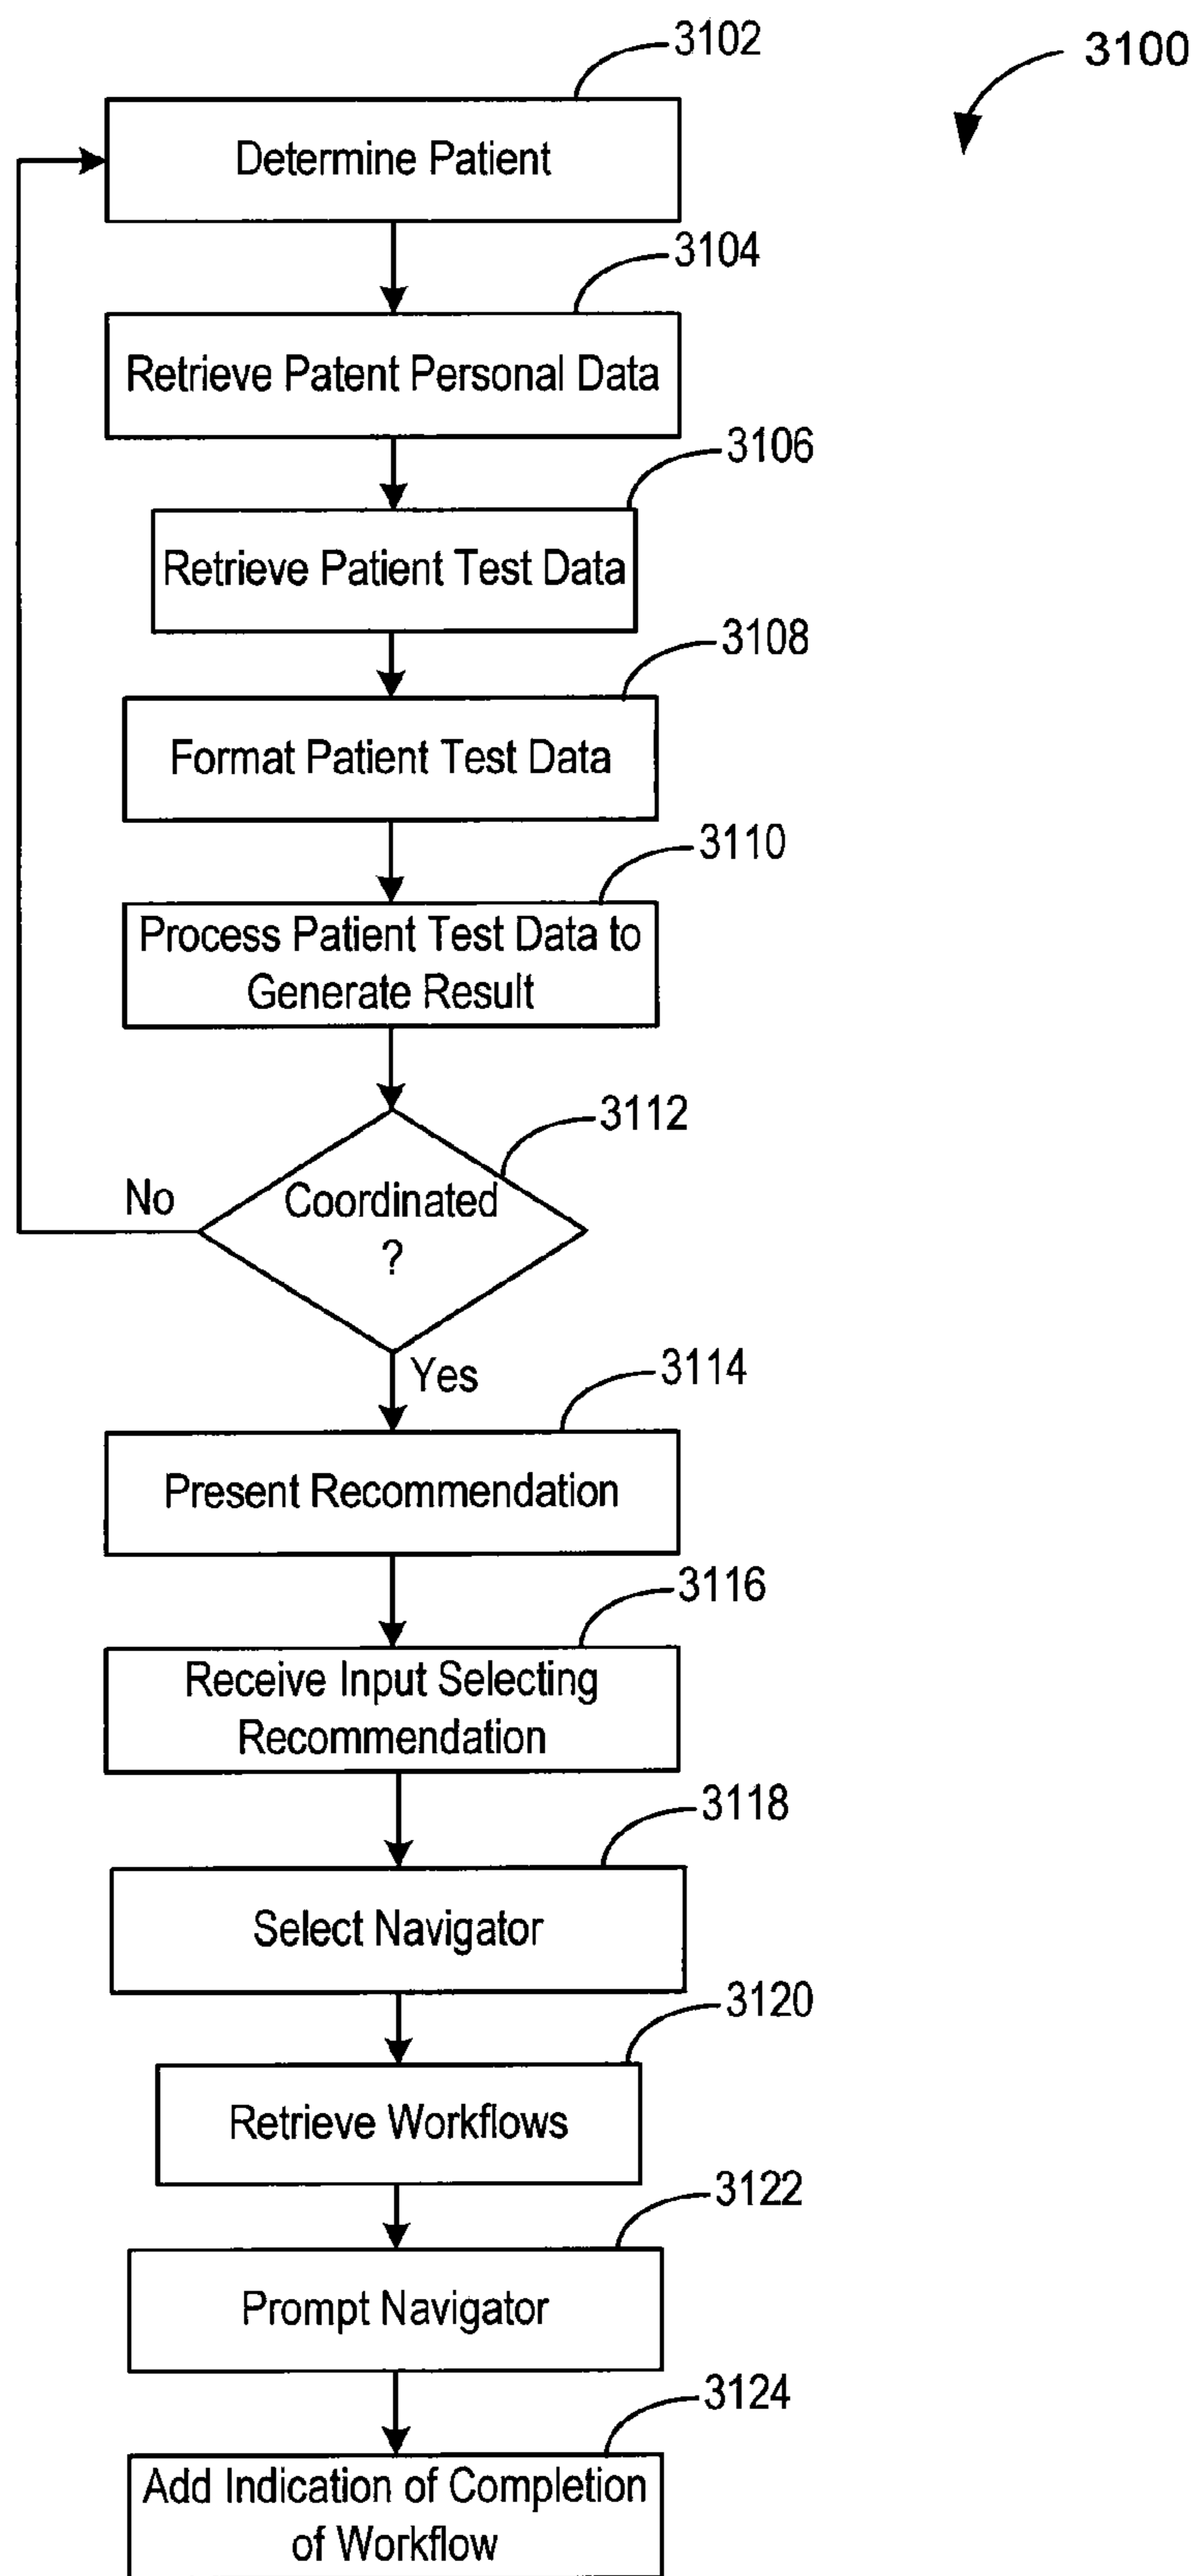 3102
3100
Determine Patient
3104
Retrieve Patent Personal Data
3106
Retrieve Patient Test Data
3108
Format Patient Test Data
3110
Process Patient Test Data to
Generate Result
3112
No
Coordinated
?
Yes
3114
Present Recommendation
3116
Receive Input Selecting
Recommendation
3118
Select Navigator
3120
Retrieve Workflows
3122
Prompt Navigator
3124
Add Indication of Completion
of Workflow